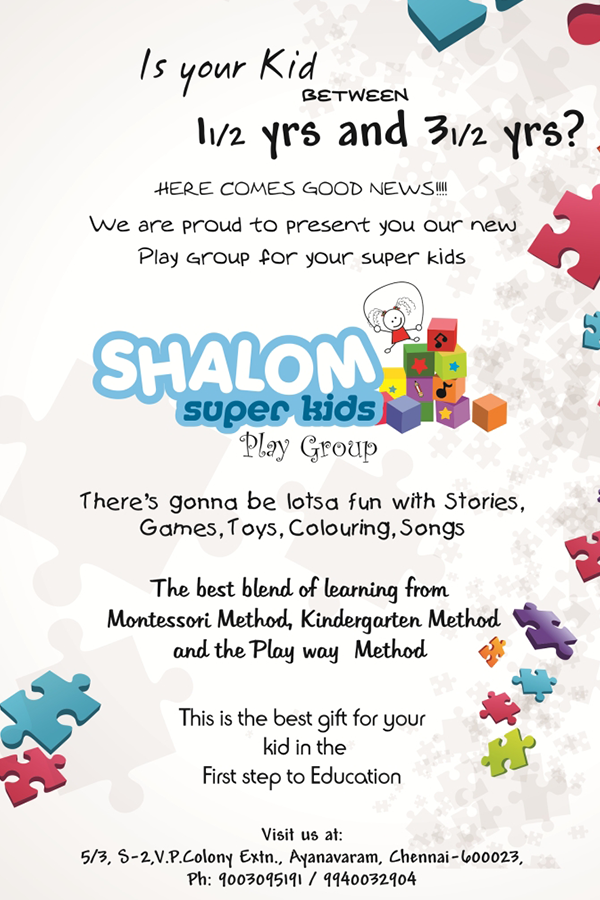 Is your Kid
BETWEEN
1 1/2 yrs and 3 1/2 yrs?
HERE COMES GOOD NEWS!!!!
We are proud to present you our new
Play Group for your super kids
SHALOM
super kids
Play Group
There's gonna be lotsa fun with Stories,
Games, Toys, Colouring, Songs
The best blend of learning from
Montessori Method, Kindergarten Method
and the Play way Method
This is the best gift for your
kid in the
First step to Education
Visit us at:
5/3, S-2,V.P.Colony Extn., Ayanavaram, Chennai-600023,
Ph: 9003095191 / 9940032904